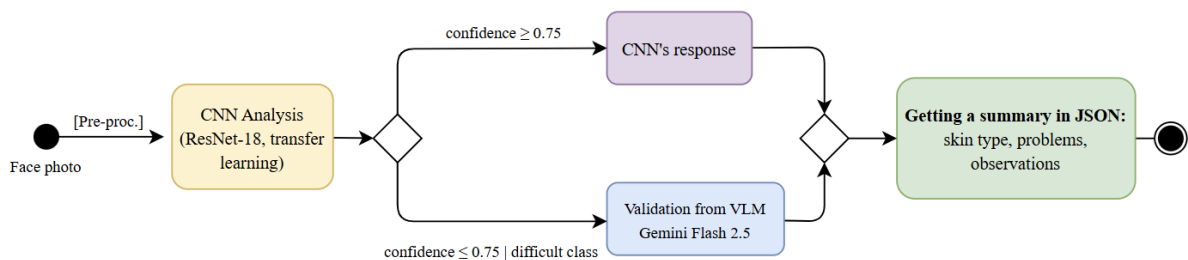 [Pre-proc.]
Face photo
CNN Analysis
(ResNet-18, transfer
learning)
confidence ≥ 0.75
CNN's response
confidence ≤ 0.75 | difficult class
Validation from VLM
Gemini Flash 2.5
Getting a summary in JSON:
skin type, problems,
observations